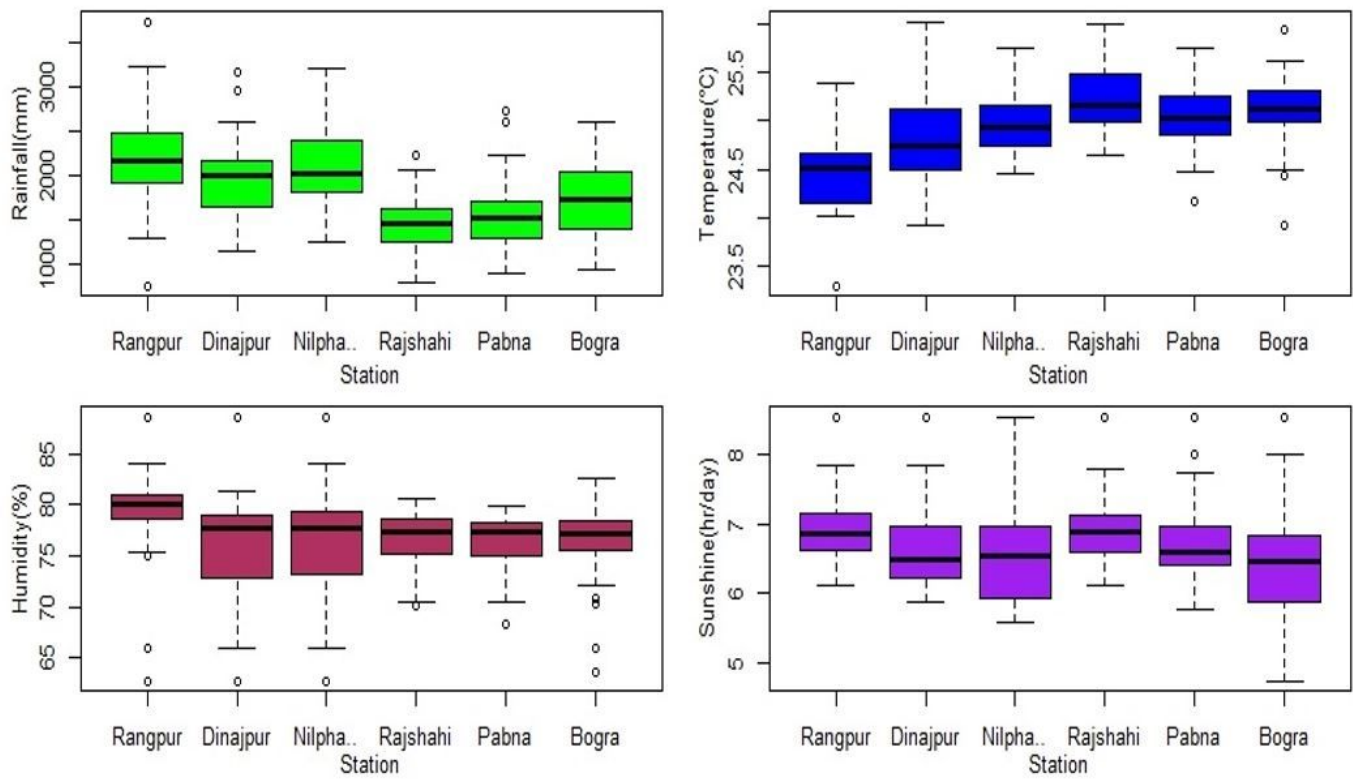 Rainfall(mm)
3000
2000
1000
Rangpur Dinajpur Nilpha.. Rajshahi Pabna Bogra
Station
Temperature(°C)
25.5
24.5
23.5
Rangpur Dinajpur Nilpha.. Rajshahi Pabna Bogra
Station
Humidity(%)
85
80
75
70
65
Rangpur Dinajpur Nilpha.. Rajshahi Pabna Bogra
Station
Sunshine(hr/day)
8
7
6
5
Rangpur Dinajpur Nilpha.. Rajshahi Pabna Bogra
Station